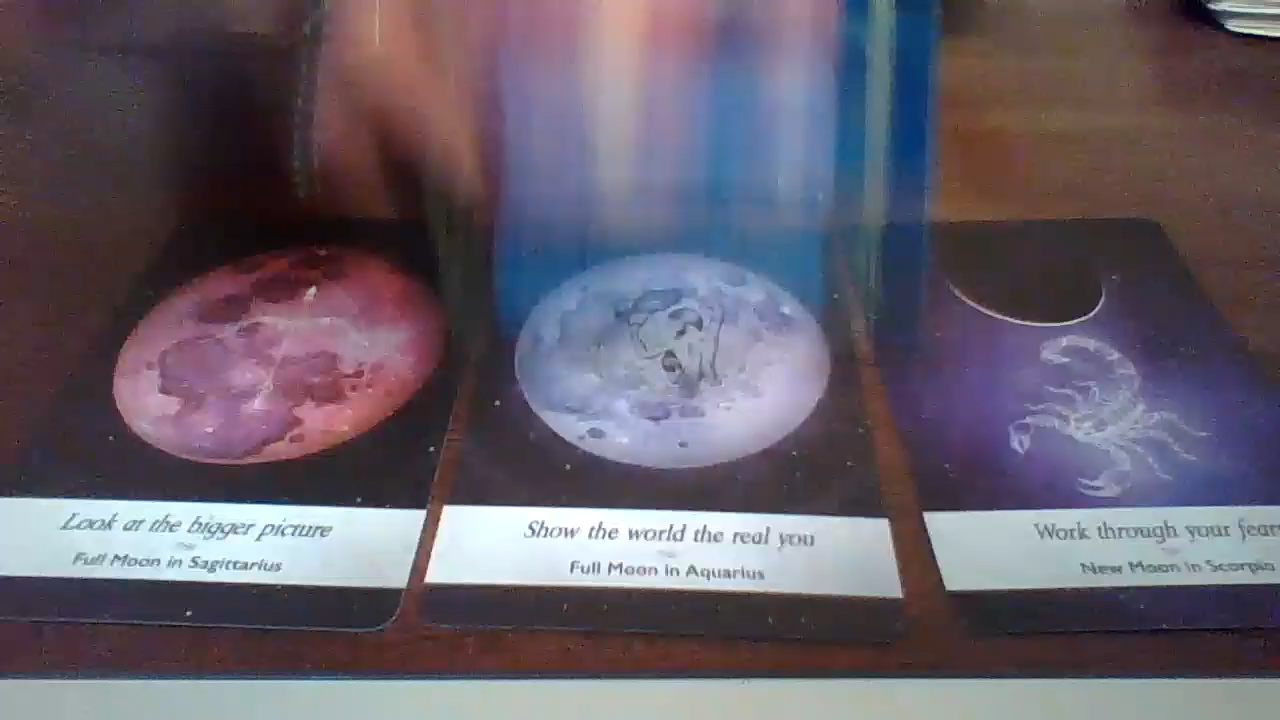 Look at the bigger picture
Full Moon in Sagittarius
Show the world the real you
Full Moon in Aquarius
Work through your fear
New Moon in Scorpio